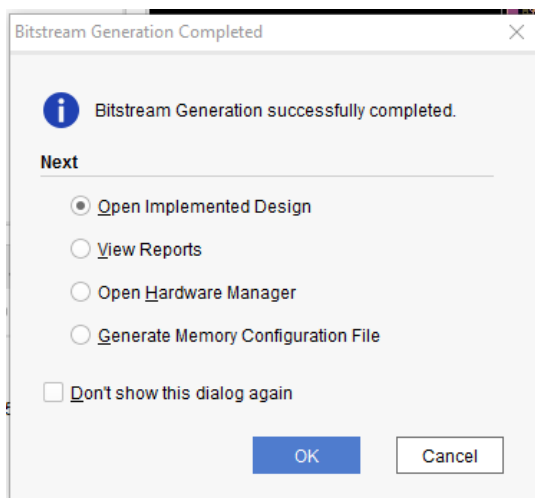 Bitstream Generation Completed
Bitstream Generation successfully completed.
Next
Open Implemented Design
View Reports
Open Hardware Manager
Generate Memory Configuration File
Don't show this dialog again
OK
Cancel